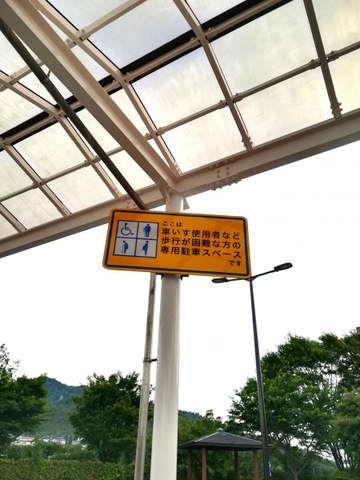 ここは
車いす使用者など
歩行が困難な方の
専用駐車スペース
です